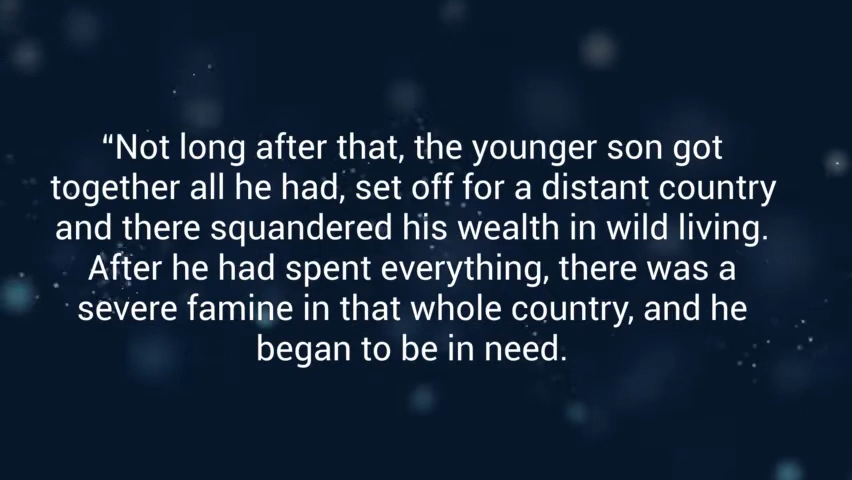 “Not long after that, the younger son got
together all he had, set off for a distant country
and there squandered his wealth in wild living.
After he had spent everything, there was a
severe famine in that whole country, and he
began to be in need.